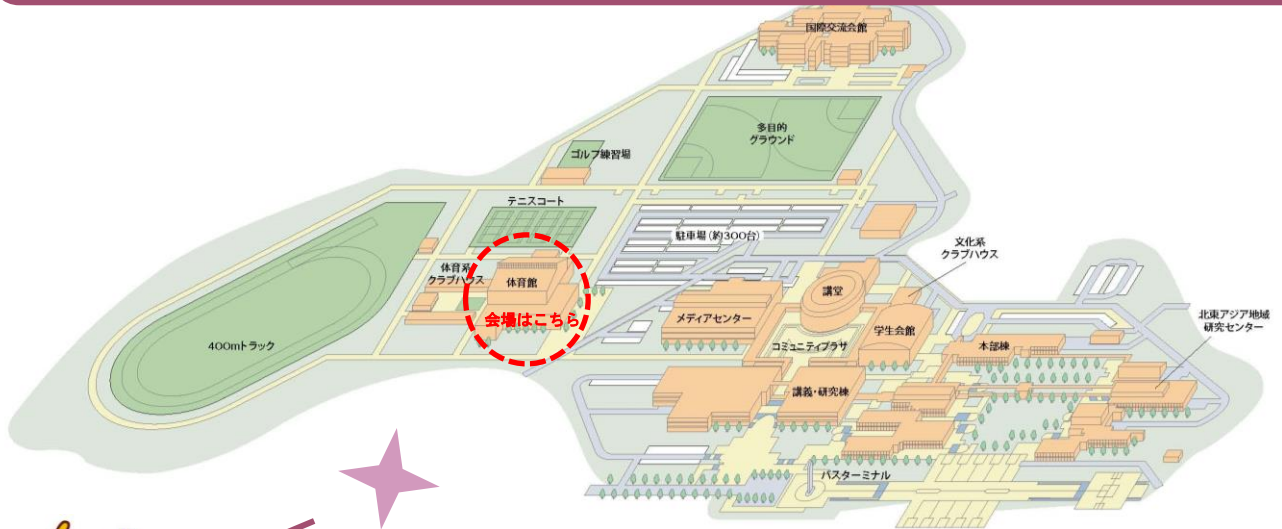 国際交流会館
多目的
グラウンド
ゴルフ練習場
テニスコート
駐車場(約300台)
文化系
クラブハウス
体育系
クラブハウス
体育館
会場はこちら
講堂
メディアセンター
学生会館
北東アジア地域
研究センター
400mトラック
コミュニティプラザ
本部棟
講義・研究棟
バスターミナル